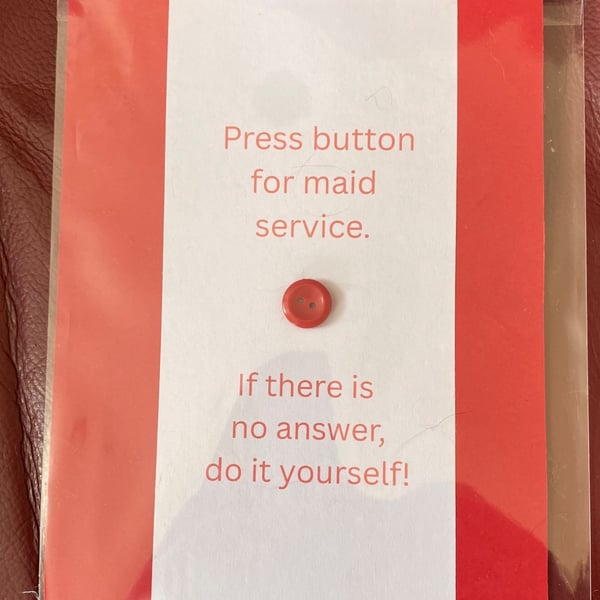 Press button
for maid
service.
If there is
no answer,
do it yourself!